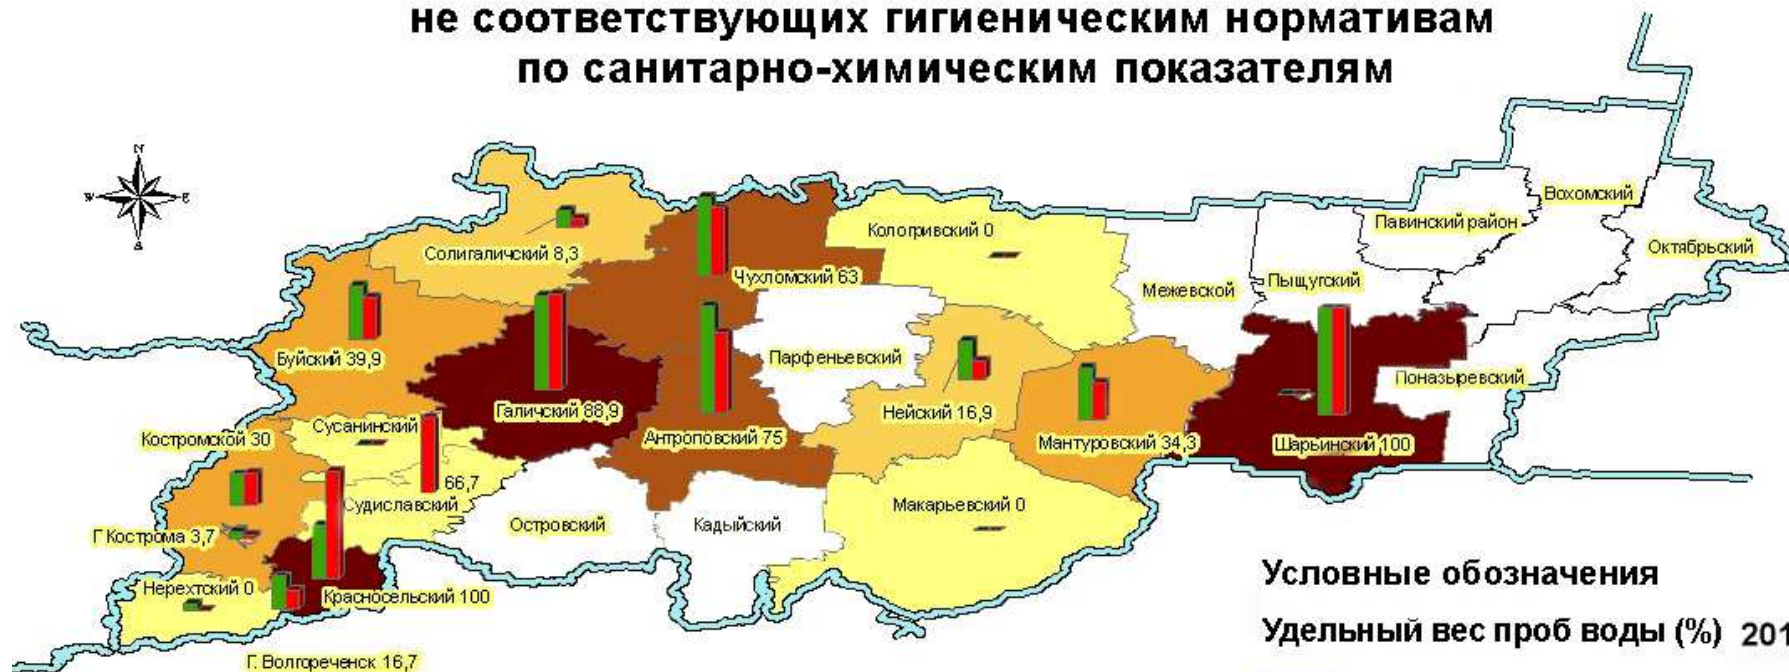 не соответствующих гигиеническим нормативам
по санитарно-химическим показателям
N
W
E
S
Вохомский
Павинский район
Октябрьский
Кологривский 0
Солигаличский 8,3
Чухломский 63
Пыщугский
Межевской
Буйский 39,9
Парфеньевский
Поназыревский
Галичский 88,9
Нейский 16,9
Сусанинский
Костромской 30
Антроповский 75
Мантуровский 34,3
Шарьинский 100
66,7
Судиславский
Макарьевский 0
Островский
Кадыйский
Г Кострома 3,7
Нерехтский 0
Красносельский 100
Г. Волгореченск 16,7
Условные обозначения
Удельный вес проб воды (%) 201